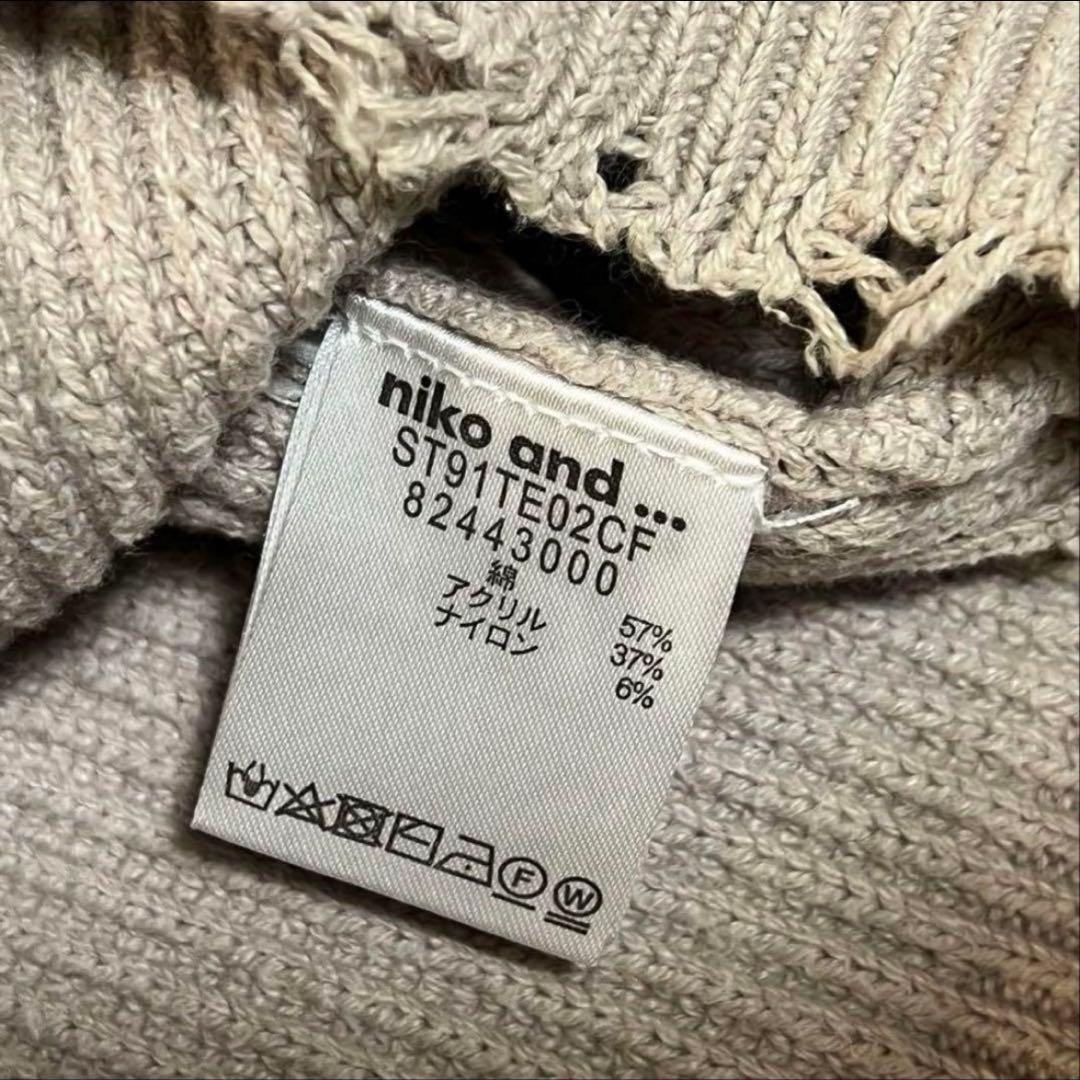 niko and ...
ST91TE02CF
82443000
綿 57%
アクリル 37%
ナイロン 6%
F W